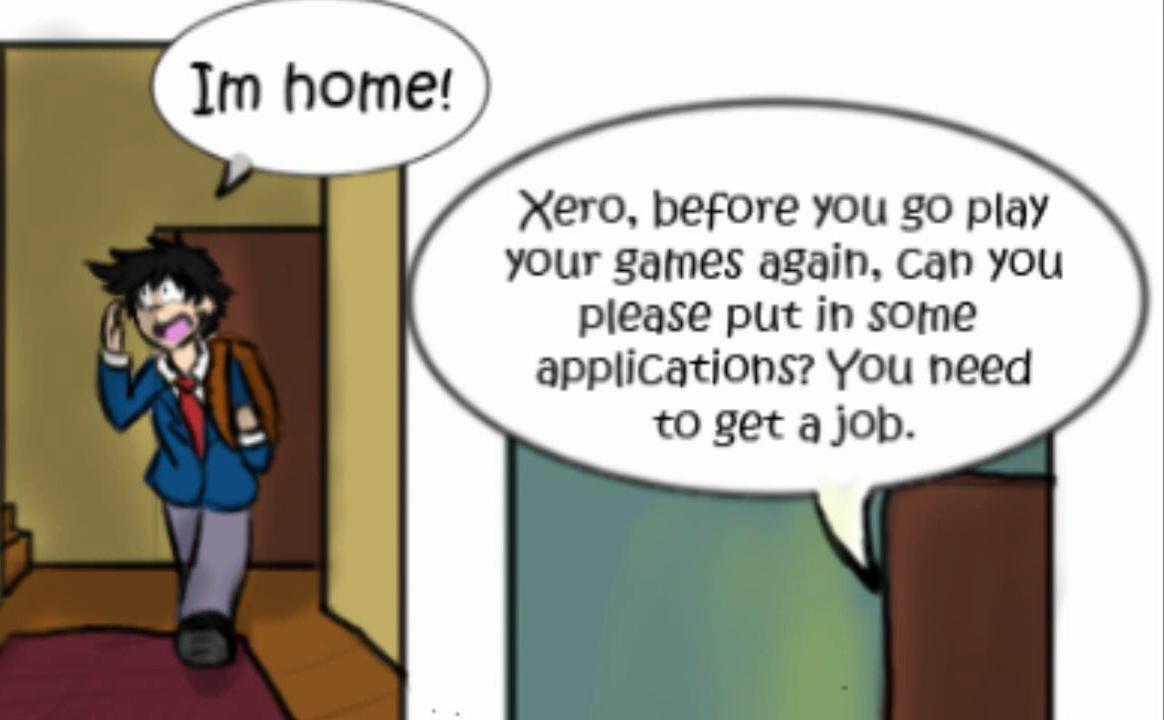 Im home!
Xero, before you go play
your games again, can you
please put in some
applications? You need
to get a job.